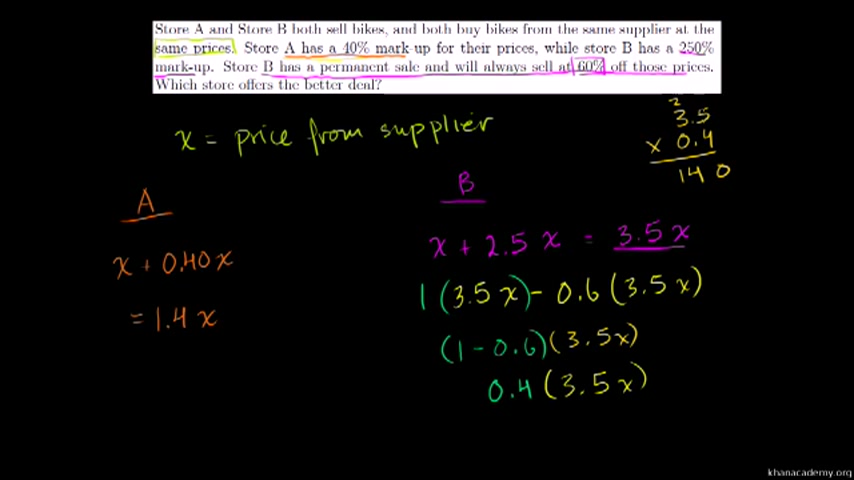 Store A and Store B both sell bikes, and both buy bikes from the same supplier at the
same prices. Store A has a 40% mark-up for their prices, while store B has a 250%
mark-up. Store B has a permanent sale and will always sell at 60% off those prices.
Which store offers the better deal?
x = price from supplier
2
3.5
x 0.4
140
A
x + 0.40x
= 1.4x
B
x + 2.5x = 3.5x
1(3.5x) - 0.6(3.5x)
(1 - 0.6)(3.5x)
0.4(3.5x)
khanacademy.org